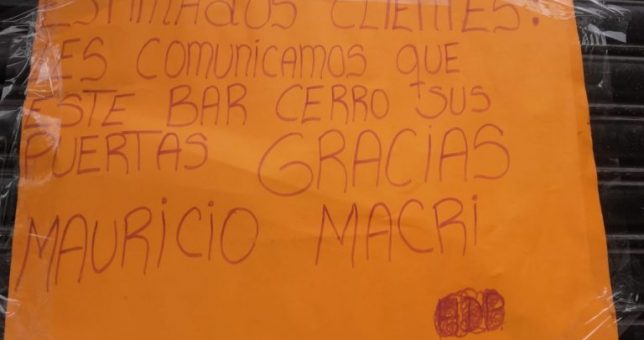 ESTIMADOS CLIENTES:
LES COMUNICAMOS QUE
ESTE BAR CERRO SUS
PUERTAS GRACIAS
MAURICIO MACRI